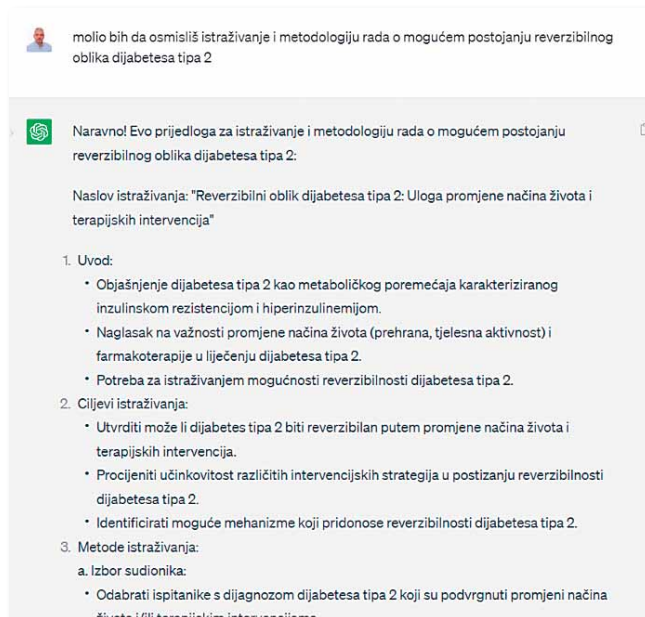 molio bih da osmisliš istraživanje i metodologiju rada o mogućem postojanju reverzibilnog
oblika dijabetesa tipa 2
Naravno! Evo prijedloga za istraživanje i metodologiju rada o mogućem postojanju
reverzibilnog oblika dijabetesa tipa 2:
Naslov istraživanja: "Reverzibilni oblik dijabetesa tipa 2: Uloga promjene načina života i
terapijskih intervencija"
1. Uvod:
• Objašnjenje dijabetesa tipa 2 kao metaboličkog poremećaja karakteriziranog
inzulinskom rezistencijom i hiperinzulinemijom.
• Naglasak na važnosti promjene načina života (prehrana, tjelesna aktivnost) i
farmakoterapije u liječenju dijabetesa tipa 2.
• Potreba za istraživanjem mogućnosti reverzibilnosti dijabetesa tipa 2.
2. Ciljevi istraživanja:
• Utvrditi može li dijabetes tipa 2 biti reverzibilan putem promjene načina života i
terapijskih intervencija.
• Procijeniti učinkovitost različitih intervencijskih strategija u postizanju reverzibilnosti
dijabetesa tipa 2.
• Identificirati moguće mehanizme koji pridonose reverzibilnosti dijabetesa tipa 2.
3. Metode istraživanja:
a. Izbor sudionika:
• Odabrati ispitanike s dijagnozom dijabetesa tipa 2 koji su podvrgnuti promjeni načina
života i/ili terapijskim intervencijama